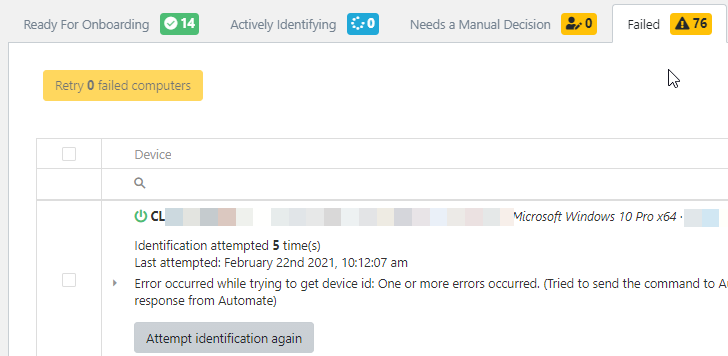 Ready For Onboarding 14 Actively Identifying 0 Needs a Manual Decision 0 Failed 76
Retry 0 failed computers
Device
CL Microsoft Windows 10 Pro x64 ·
Identification attempted 5 time(s)
Last attempted: February 22nd 2021, 10:12:07 am
Error occurred while trying to get device id: One or more errors occurred. (Tried to send the command to
response from Automate)
Attempt identification again